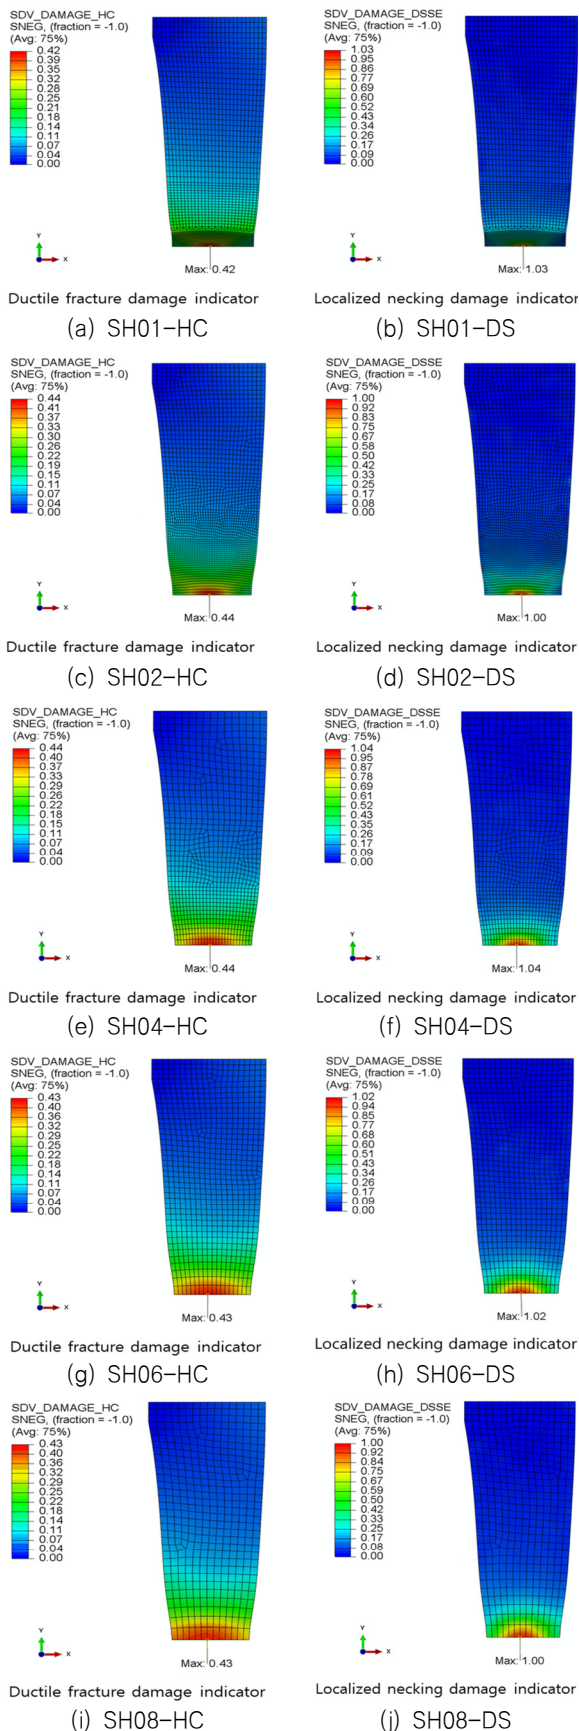 SDV_DAMAGE_HC
SNEG, (fraction = -1.0)
(Avg: 75%)
0.42
0.39
0.35
0.32
0.28
0.25
0.21
0.18
0.14
0.11
0.07
0.04
0.00
Y
X
Max: 0.42
Ductile fracture damage indicator
(a) SH01-HC
SDV_DAMAGE_DSSE
SNEG, (fraction = -1.0)
(Avg: 75%)
1.03
0.95
0.86
0.77
0.69
0.60
0.52
0.43
0.34
0.26
0.17
0.09
0.00
Y
X
Max: 1.03
Localized necking damage indicator
(b) SH01-DS
SDV_DAMAGE_HC
SNEG, (fraction = -1.0)
(Avg: 75%)
0.44
0.41
0.37
0.33
0.30
0.26
0.22
0.19
0.15
0.11
0.07
0.04
0.00
Y
X
Max: 0.44
Ductile fracture damage indicator
(c) SH02-HC
SDV_DAMAGE_DSSE
SNEG, (fraction = -1.0)
(Avg: 75%)
1.00
0.92
0.83
0.75
0.67
0.58
0.50
0.42
0.33
0.25
0.17
0.08
0.00
Y
X
Max: 1.00
Localized necking damage indicator
(d) SH02-DS
SDV_DAMAGE_HC
SNEG, (fraction = -1.0)
(Avg: 75%)
0.44
0.40
0.37
0.33
0.29
0.26
0.22
0.18
0.15
0.11
0.07
0.04
0.00
Y
X
Max: 0.44
Ductile fracture damage indicator
(e) SH04-HC
SDV_DAMAGE_DSSE
SNEG, (fraction = -1.0)
(Avg: 75%)
1.04
0.95
0.87
0.78
0.69
0.61
0.52
0.43
0.35
0.26
0.17
0.09
0.00
Y
X
Max: 1.04
Localized necking damage indicator
(f) SH04-DS
SDV_DAMAGE_HC
SNEG, (fraction = -1.0)
(Avg: 75%)
0.43
0.40
0.36
0.32
0.29
0.25
0.22
0.18
0.14
0.11
0.07
0.04
0.00
Y
X
Max: 0.43
Ductile fracture damage indicator
(g) SH06-HC
SDV_DAMAGE_DSSE
SNEG, (fraction = -1.0)
(Avg: 75%)
1.02
0.94
0.85
0.77
0.68
0.60
0.51
0.43
0.34
0.26
0.17
0.09
0.00
Y
X
Max: 1.02
Localized necking damage indicator
(h) SH06-DS
SDV_DAMAGE_HC
SNEG, (fraction = -1.0)
(Avg: 75%)
0.43
0.40
0.36
0.33
0.29
0.25
0.22
0.18
0.14
0.11
0.07
0.04
0.00
Y
X
Max: 0.43
Ductile fracture damage indicator
(i) SH08-HC
SDV_DAMAGE_DSSE
SNEG, (fraction = -1.0)
(Avg: 75%)
1.00
0.92
0.84
0.75
0.67
0.59
0.50
0.42
0.33
0.25
0.17
0.08
0.00
Y
X
Max: 1.00
Localized necking damage indicator
(j) SH08-DS